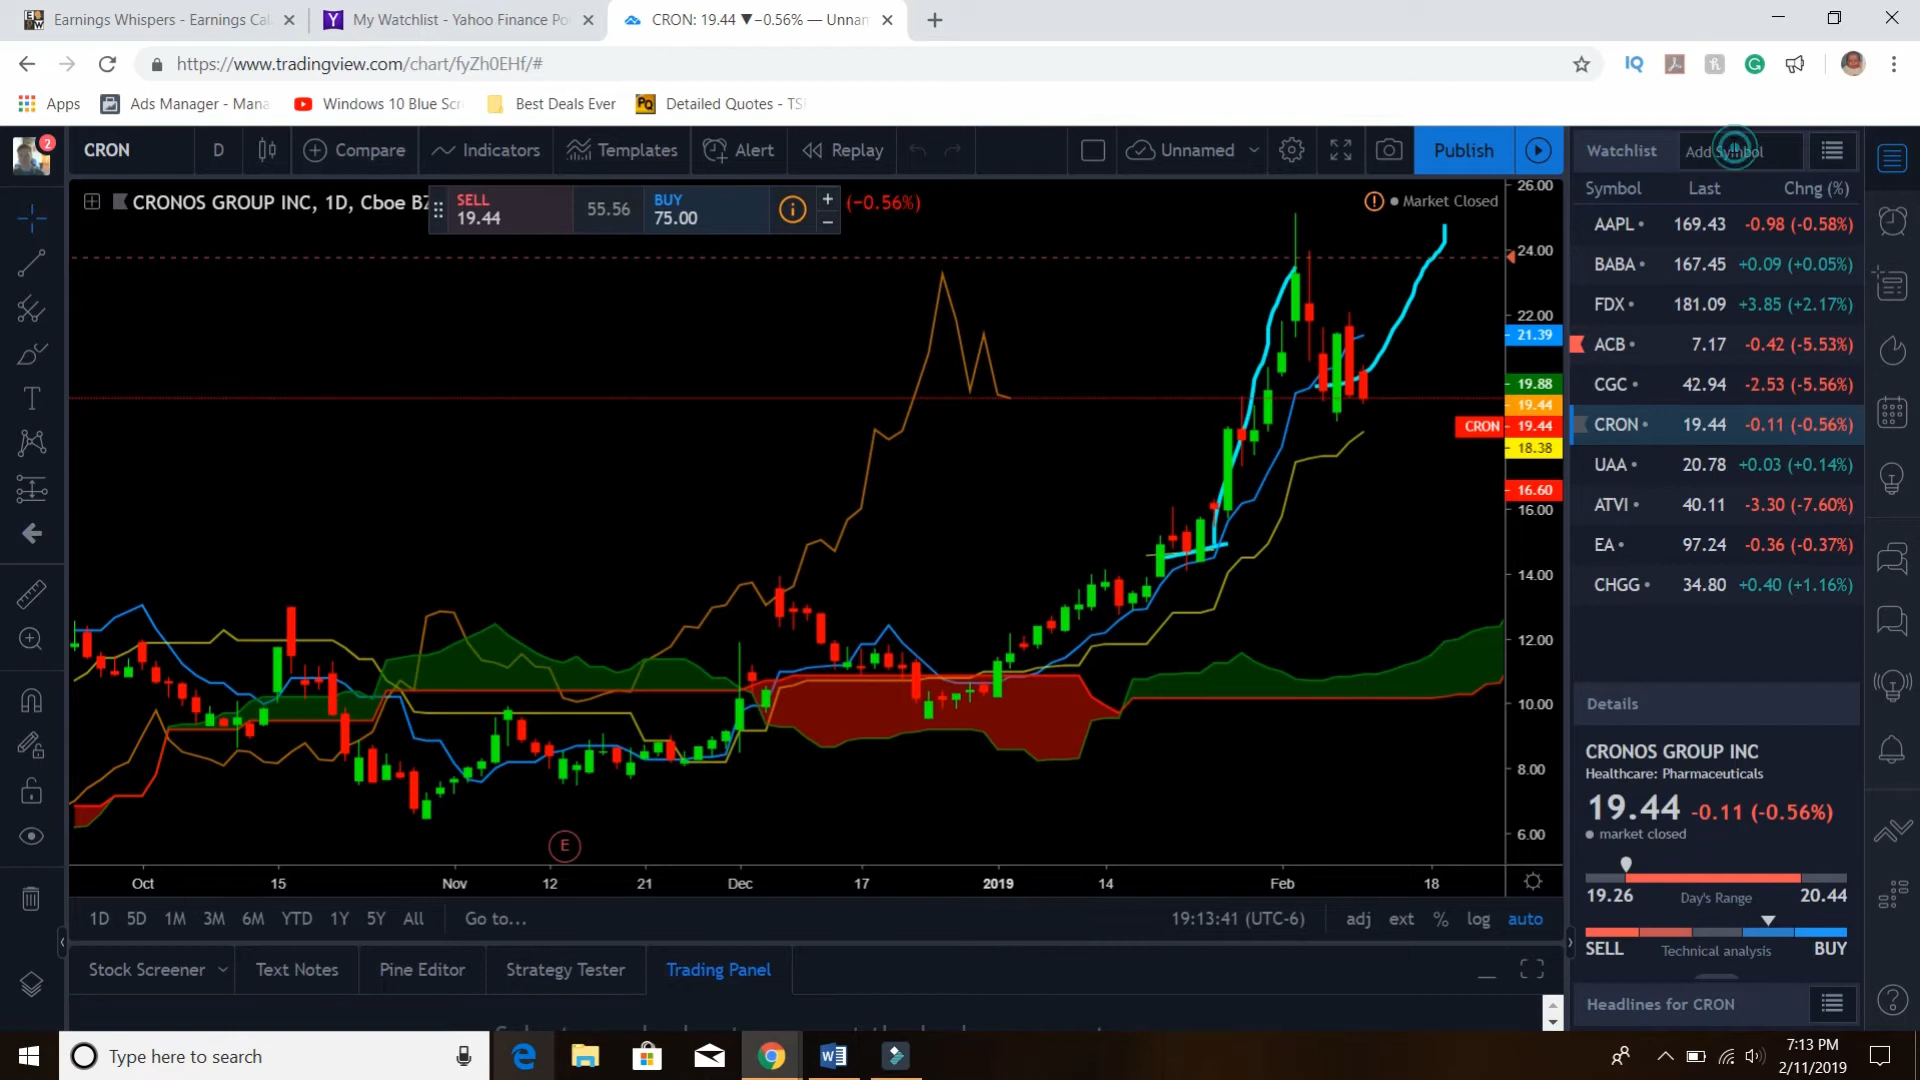 Earnings Whispers - Earnings Cal
My Watchlist - Yahoo Finance Po
CRON: 19.44 ▼−0.56% — Unnam
https://www.tradingview.com/chart/fyZh0EHf/#
IQ
Apps
Ads Manager - Mana
Windows 10 Blue Scr
Best Deals Ever
PQ
Detailed Quotes - TS
2
CRON
D
Compare
Indicators
Templates
Alert
Replay
Unnamed
Publish
Watchlist
Add Symbol
Symbol Last Chng (%)
AAPL 169.43 -0.98 (-0.58%)
BABA 167.45 +0.09 (+0.05%)
FDX 181.09 +3.85 (+2.17%)
ACB 7.17 -0.42 (-5.53%)
CGC 42.94 -2.53 (-5.56%)
CRON 19.44 -0.11 (-0.56%)
UAA 20.78 +0.03 (+0.14%)
ATVI 40.11 -3.30 (-7.60%)
EA 97.24 -0.36 (-0.37%)
CHGG 34.80 +0.40 (+1.16%)
CRONOS GROUP INC, 1D, Cboe BZ
SELL
19.44
55.56
BUY
75.00
(−0.56%)
Market Closed
26.00
24.00
22.00
21.39
19.88
19.44
CRON 19.44
18.38
16.60
16.00
14.00
12.00
10.00
8.00
6.00
E
Oct 15 Nov 12 21 Dec 17 2019 14 Feb 18
1D 5D 1M 3M 6M YTD 1Y 5Y All Go to...
19:13:41 (UTC-6) adj ext % log auto
Stock Screener Text Notes Pine Editor Strategy Tester Trading Panel
Details
CRONOS GROUP INC
Healthcare: Pharmaceuticals
19.44 -0.11 (-0.56%)
market closed
19.26 Day's Range 20.44
SELL Technical analysis BUY
Headlines for CRON
Type here to search
7:13 PM
2/11/2019